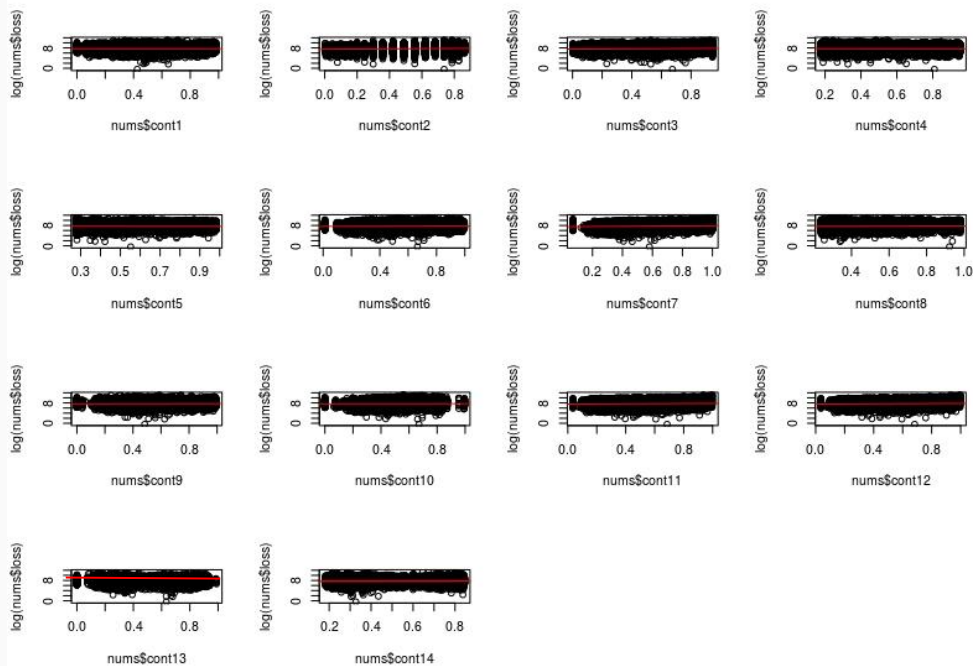 log(nums$loss)
8
0
0.0 0.4 0.8
nums$cont1
log(nums$loss)
8
0
0.0 0.2 0.4 0.6 0.8
nums$cont2
log(nums$loss)
8
0
0.0 0.4 0.8
nums$cont3
log(nums$loss)
8
0
0.2 0.4 0.6 0.8
nums$cont4
log(nums$loss)
8
0
0.3 0.5 0.7 0.9
nums$cont5
log(nums$loss)
8
0
0.0 0.4 0.8
nums$cont6
log(nums$loss)
8
0
0.2 0.4 0.6 0.8 1.0
nums$cont7
log(nums$loss)
8
0
0.4 0.6 0.8 1.0
nums$cont8
log(nums$loss)
8
0
0.0 0.4 0.8
nums$cont9
log(nums$loss)
8
0
0.0 0.4 0.8
nums$cont10
log(nums$loss)
8
0
0.0 0.4 0.8
nums$cont11
log(nums$loss)
8
0
0.0 0.4 0.8
nums$cont12
log(nums$loss)
8
0
0.0 0.4 0.8
nums$cont13
log(nums$loss)
8
0
0.2 0.4 0.6 0.8
nums$cont14